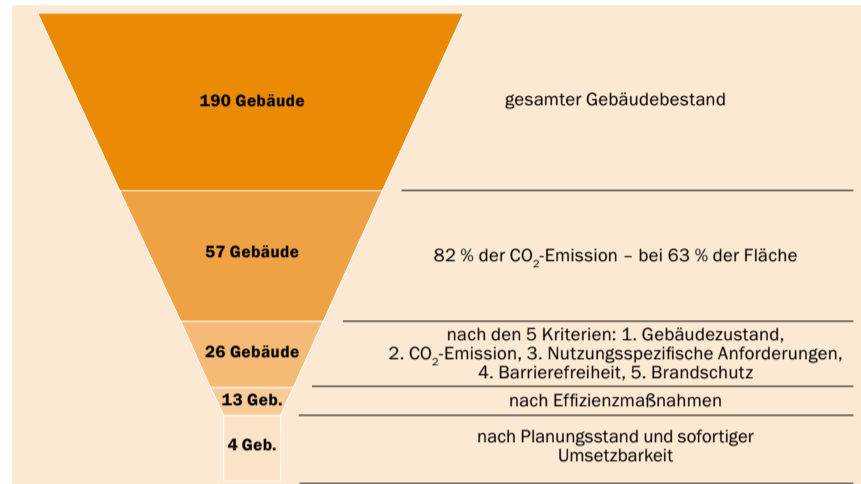 190 Gebäude
gesamter Gebäudebestand
57 Gebäude
82 % der CO₂-Emission – bei 63 % der Fläche
26 Gebäude
nach den 5 Kriterien: 1. Gebäudezustand,
2. CO₂-Emission, 3. Nutzungsspezifische Anforderungen,
4. Barrierefreiheit, 5. Brandschutz
13 Geb.
nach Effizienzmaßnahmen
4 Geb.
nach Planungsstand und sofortiger
Umsetzbarkeit